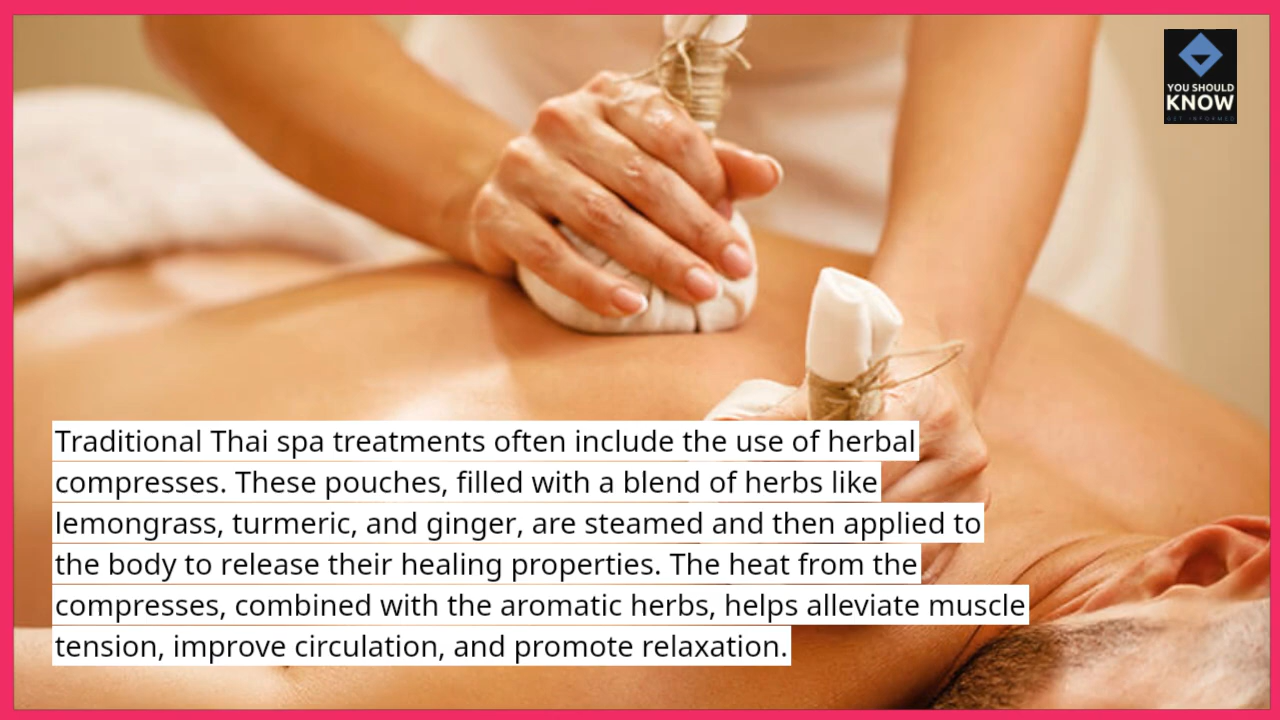 YOU SHOULD
KNOW
GET INFORMED
Traditional Thai spa treatments often include the use of herbal
compresses. These pouches, filled with a blend of herbs like
lemongrass, turmeric, and ginger, are steamed and then applied to
the body to release their healing properties. The heat from the
compresses, combined with the aromatic herbs, helps alleviate muscle
tension, improve circulation, and promote relaxation.